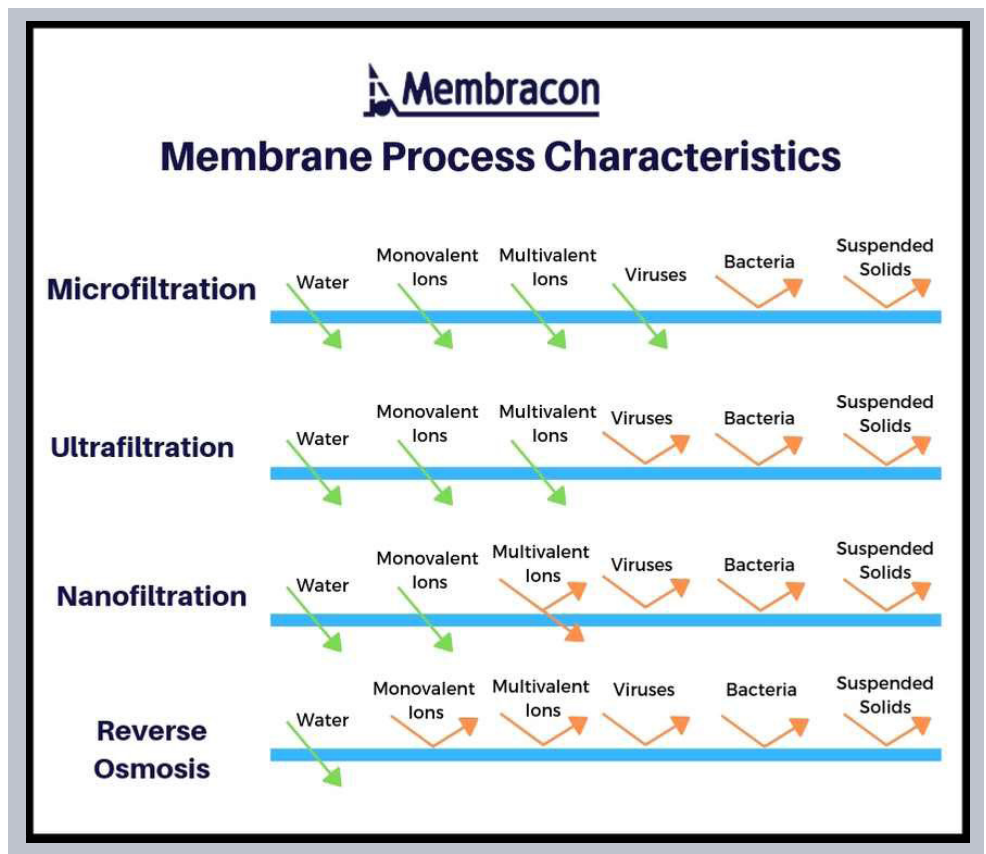 Membracon
Membrane Process Characteristics
Microfiltration
Water
Monovalent
Ions
Multivalent
Ions
Viruses
Bacteria
Suspended
Solids
Ultrafiltration
Water
Monovalent
Ions
Multivalent
Ions
Viruses
Bacteria
Suspended
Solids
Nanofiltration
Water
Monovalent
Ions
Multivalent
Ions
Viruses
Bacteria
Suspended
Solids
Reverse
Osmosis
Water
Monovalent
Ions
Multivalent
Ions
Viruses
Bacteria
Suspended
Solids